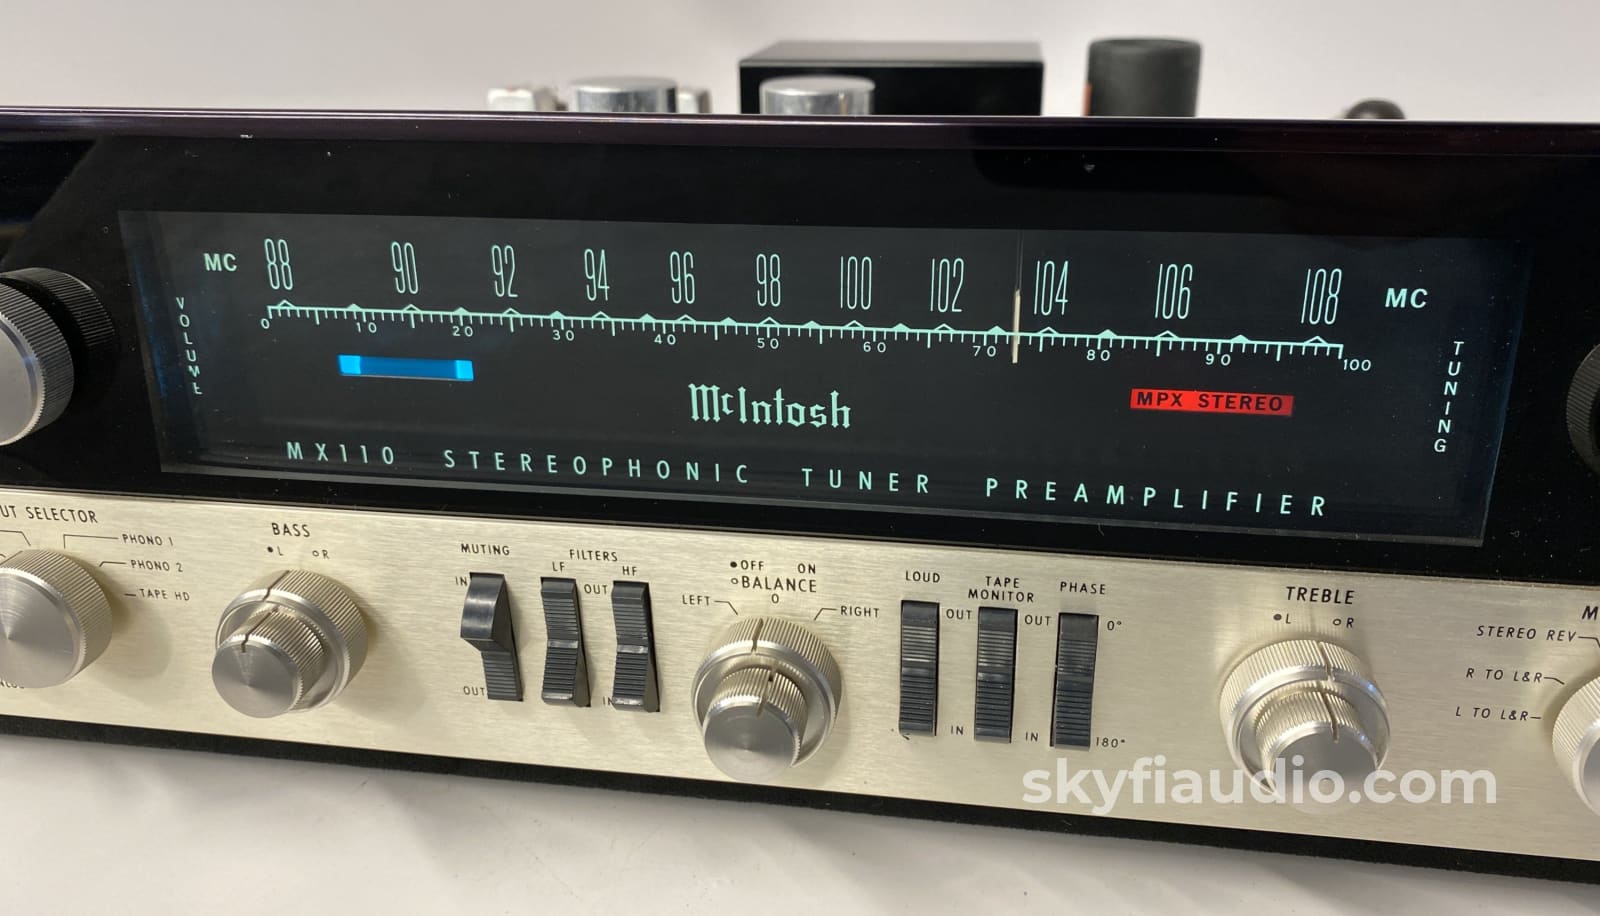 MC 88 90 92 94 96 98 100 102 104 106 108 MC
0 10 20 30 40 50 60 70 80 90 100
VOLUME
TUNING
MPX STEREO
McIntosh
MX110 STEREOPHONIC TUNER PREAMPLIFIER
UT SELECTOR
PHONO 1
PHONO 2
TAPE HD
BASS
L R
MUTING
IN
OUT
FILTERS
LF HF
OUT
IN
OFF ON
BALANCE
0
LEFT RIGHT
LOUD
OUT
IN
TAPE
MONITOR
OUT
IN
PHASE
0°
180°
TREBLE
L R
M
STEREO REV
R TO L&R
L TO L&R
skyfiaudio.com